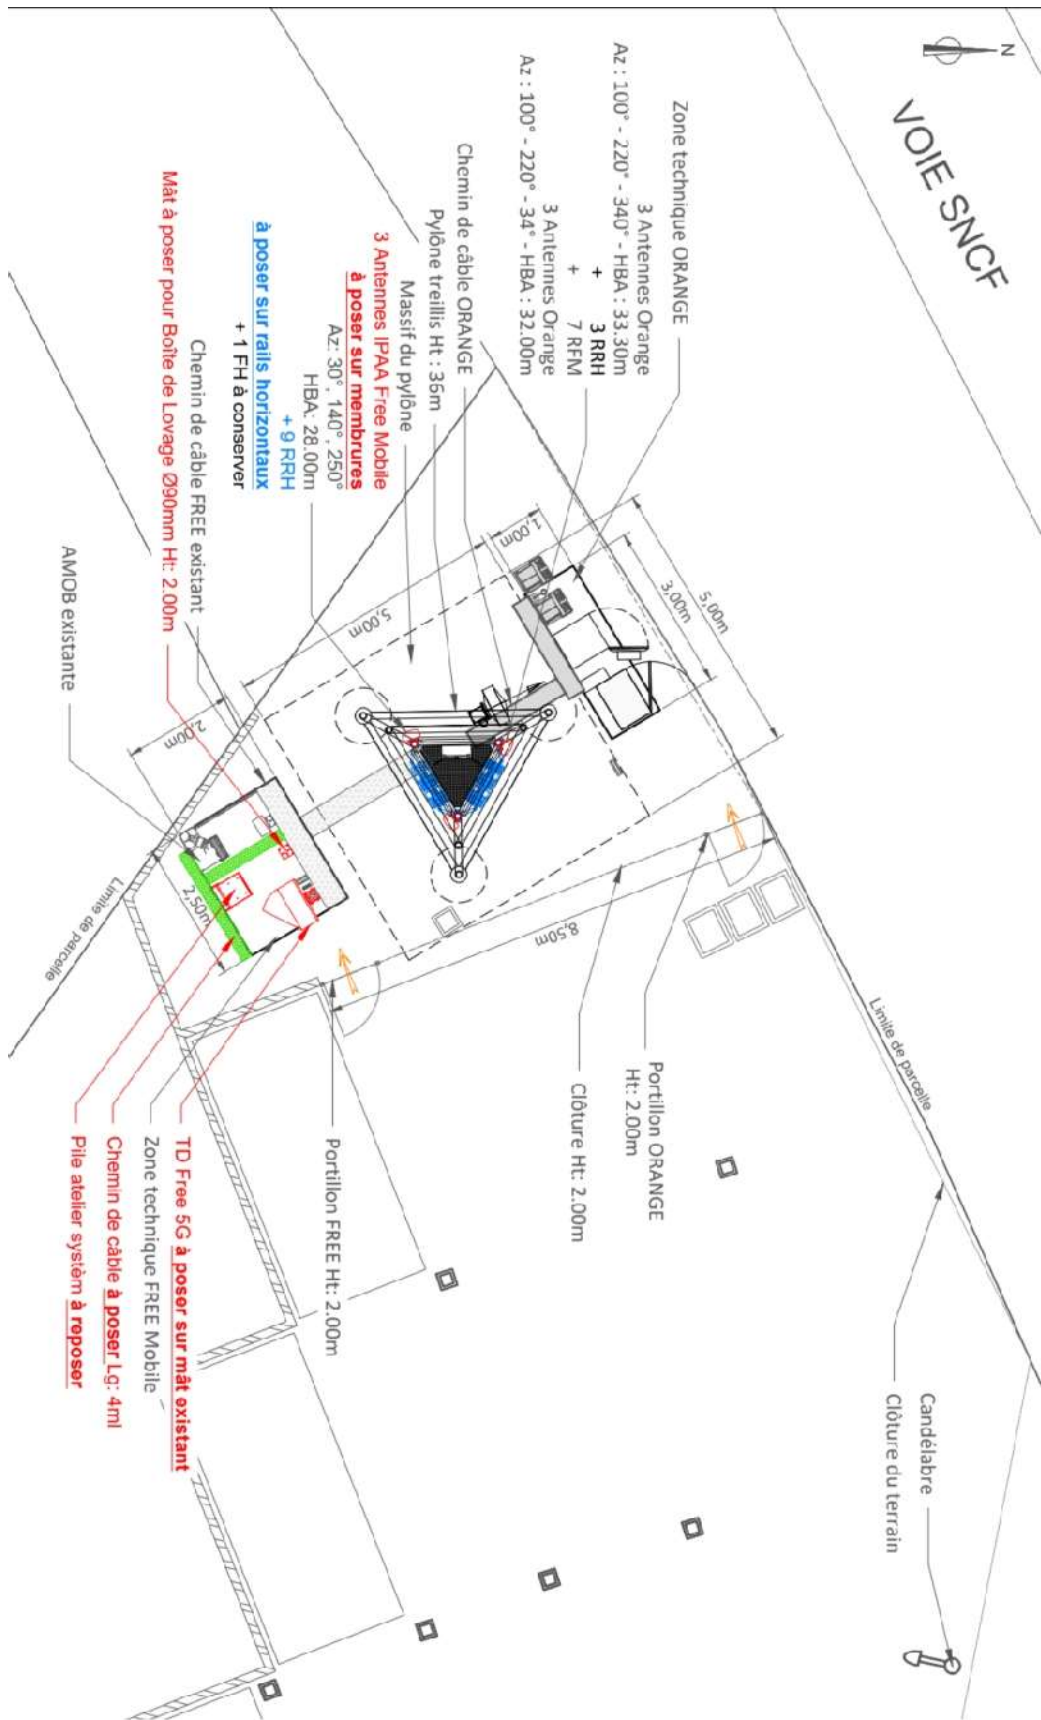 N
VOIE SNCF
Zone technique ORANGE
3 Antennes Orange
Az : 100° - 220° - 340° - HBA : 33.30m
+ 3 RRH
+ 7 RFM
3 Antennes Orange
Az : 100° - 220° - 34° - HBA : 32.00m
Chemin de câble ORANGE
Pylône treillis Ht : 36m
Massif du pylône
3 Antennes IPAA Free Mobile
à poser sur membrures
Az: 30°, 140°, 250°
HBA: 28.00m
+ 9 RRH
à poser sur rails horizontaux
+ 1 FH à conserver
Chemin de câble FREE existant
Mât à poser pour Boîte de Lovage Ø90mm Ht: 2.00m
AMOB existante
5,00m
3,00m
1,00m
5,00m
2,00m
2,50m
8,50m
Limite de parcelle
Limite de parcelle
Portillon ORANGE
Ht: 2.00m
Clôture Ht: 2.00m
Portillon FREE Ht: 2.00m
TD Free 5G à poser sur mât existant
Zone technique FREE Mobile
Chemin de câble à poser Lg: 4ml
Pile atelier systèm à reposer
Candélabre
Clôture du terrain